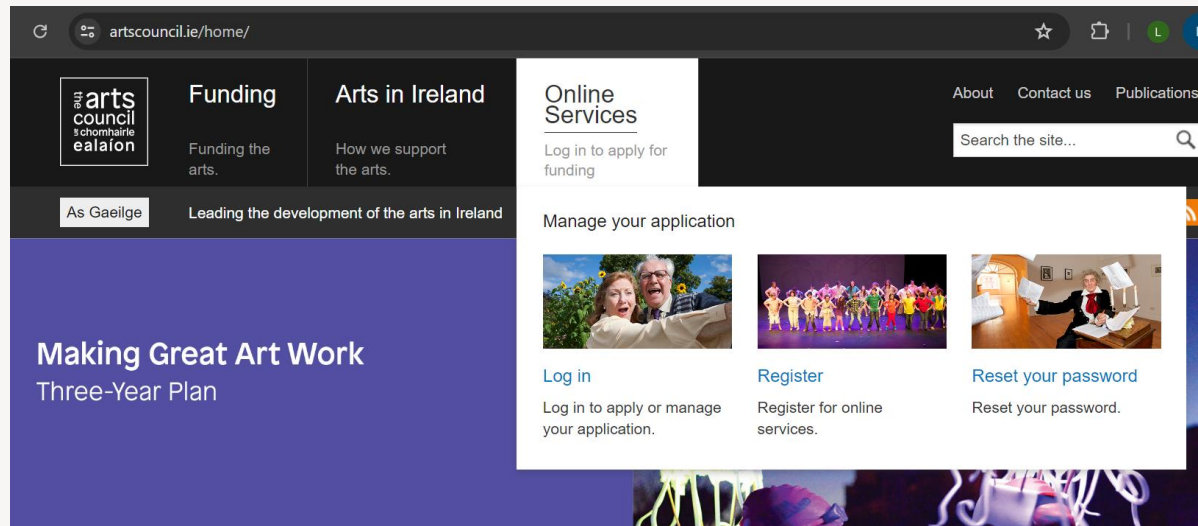 artscouncil.ie/home/
L
the arts
council
chomhairle
ealaíon
Funding
Funding the
arts.
Arts in Ireland
How we support
the arts.
Online
Services
Log in to apply for
funding
About
Contact us
Publications
Search the site...
As Gaeilge
Leading the development of the arts in Ireland
Manage your application
Log in
Log in to apply or manage
your application.
Register
Register for online
services.
Reset your password
Reset your password.
Making Great Art Work
Three-Year Plan